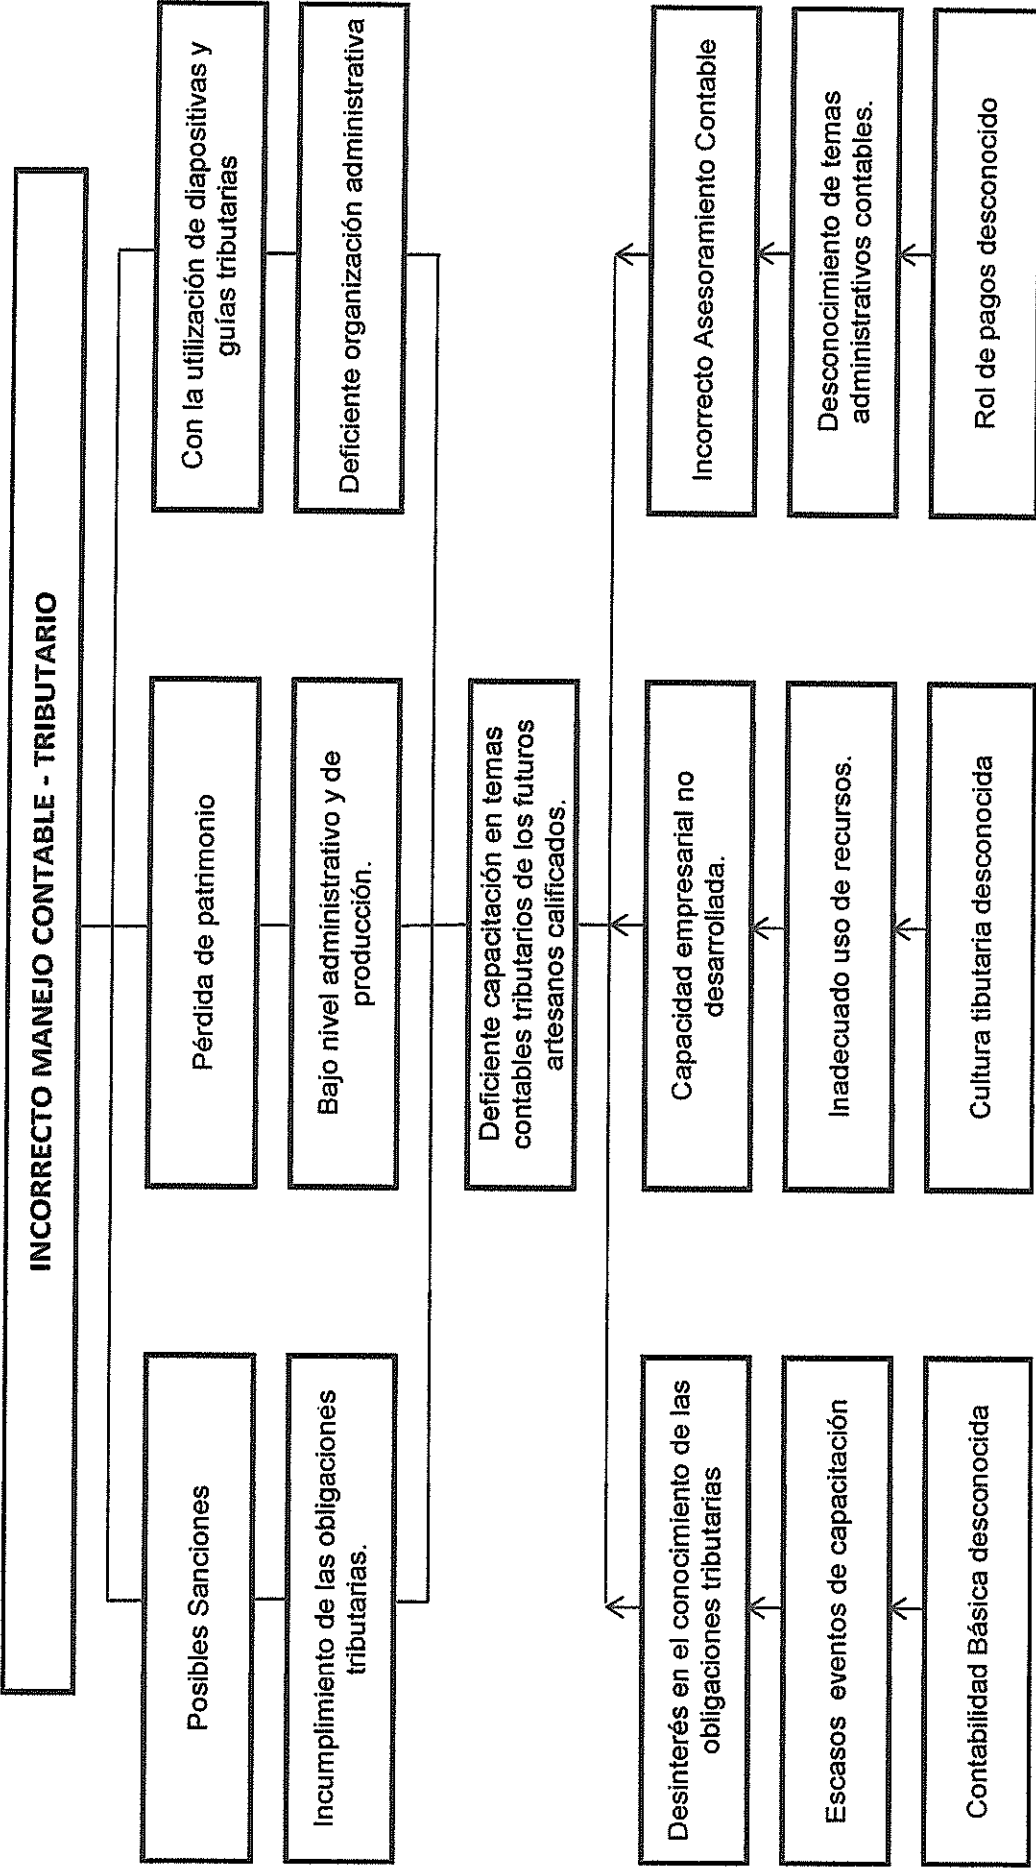 INCORRECTO MANEJO CONTABLE - TRIBUTARIO
Posibles Sanciones
Pérdida de patrimonio
Con la utilización de diapositivas y
guías tributarias
Incumplimiento de las obligaciones
tributarias.
Bajo nivel administrativo y de
producción.
Deficiente organización administrativa
Deficiente capacitación en temas
contables tributarios de los futuros
artesanos calificados.
Desinterés en el conocimiento de las
obligaciones tributarias
Capacidad empresarial no
desarrollada.
Incorrecto Asesoramiento Contable
Escasos eventos de capacitación
Inadecuado uso de recursos.
Desconocimiento de temas
administrativos contables.
Contabilidad Básica desconocida
Cultura tibutaria desconocida
Rol de pagos desconocido